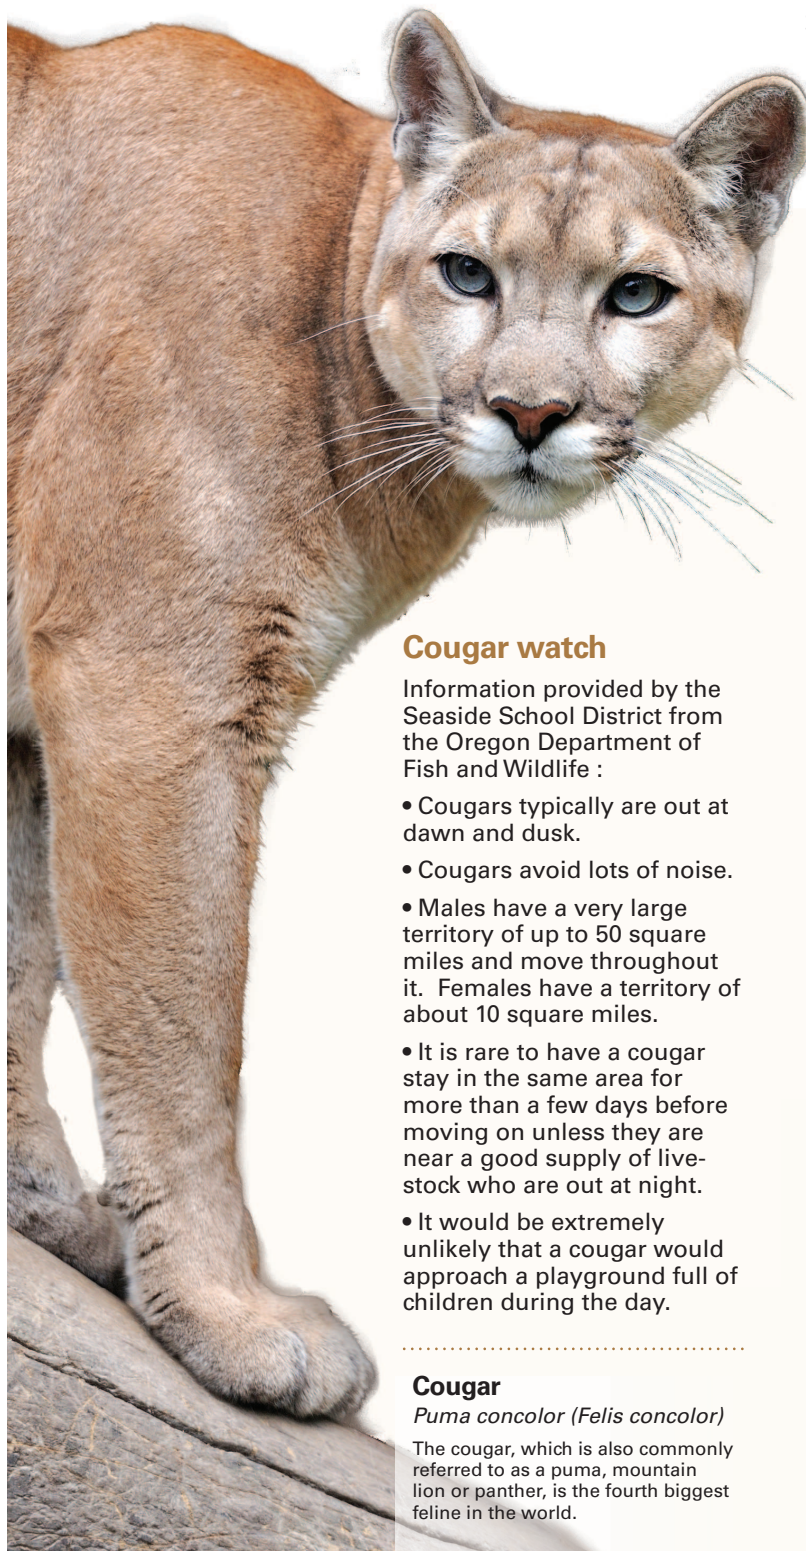 Cougar watch
Information provided by the
Seaside School District from
the Oregon Department of
Fish and Wildlife :
• Cougars typically are out at
dawn and dusk.
• Cougars avoid lots of noise.
• Males have a very large
territory of up to 50 square
miles and move throughout
it.  Females have a territory of
about 10 square miles.
• It is rare to have a cougar
stay in the same area for
more than a few days before
moving on unless they are
near a good supply of live-
stock who are out at night.
• It would be extremely
unlikely that a cougar would
approach a playground full of
children during the day.
Cougar
Puma concolor (Felis concolor)
The cougar, which is also commonly
referred to as a puma, mountain
lion or panther, is the fourth biggest
feline in the world.